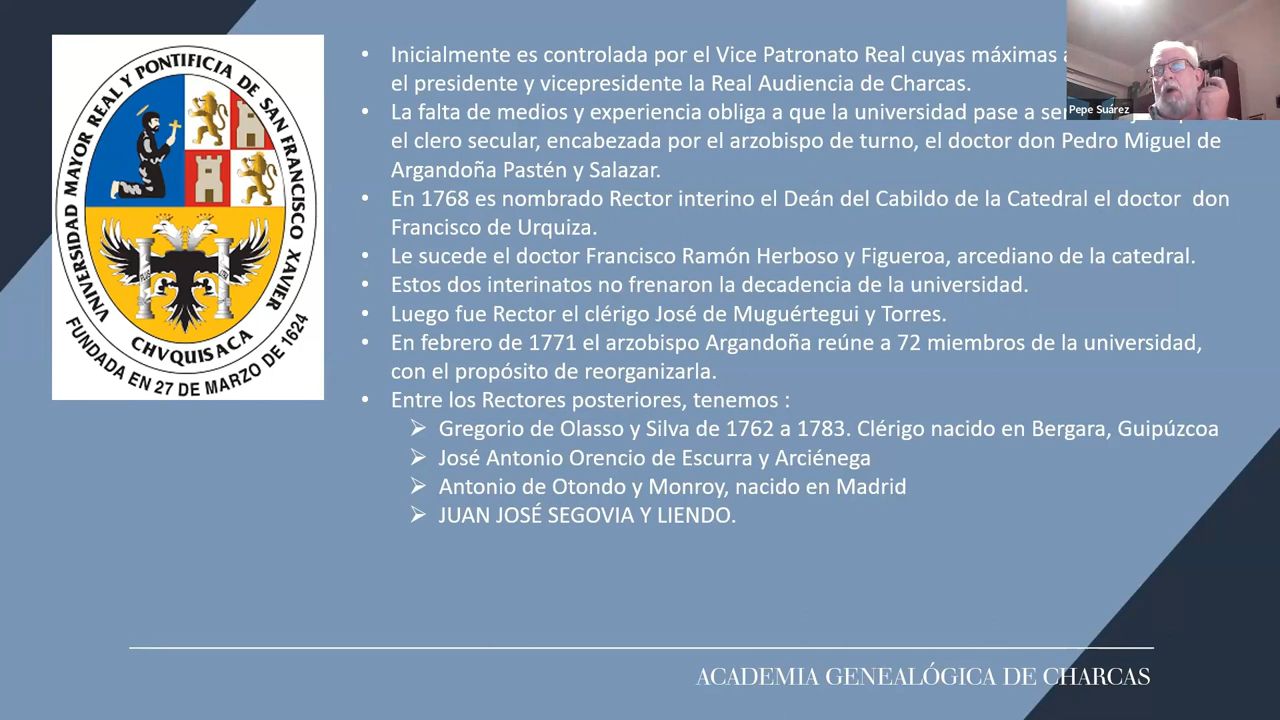 UNIVERSIDAD MAYOR REAL Y PONTIFICIA DE SAN FRANCISCO XAVIER
CHVQUISACA
FUNDADA EN 27 DE MARZO DE 1624
• Inicialmente es controlada por el Vice Patronato Real cuyas máximas
el presidente y vicepresidente la Real Audiencia de Charcas.
• La falta de medios y experiencia obliga a que la universidad pase a
el clero secular, encabezada por el arzobispo de turno, el doctor don Pedro Miguel de
Argandoña Pastén y Salazar.
• En 1768 es nombrado Rector interino el Deán del Cabildo de la Catedral el doctor don
Francisco de Urquiza.
• Le sucede el doctor Francisco Ramón Herboso y Figueroa, arcediano de la catedral.
• Estos dos interinatos no frenaron la decadencia de la universidad.
• Luego fue Rector el clérigo José de Muguértegui y Torres.
• En febrero de 1771 el arzobispo Argandoña reúne a 72 miembros de la universidad,
con el propósito de reorganizarla.
• Entre los Rectores posteriores, tenemos :
➢ Gregorio de Olasso y Silva de 1762 a 1783. Clérigo nacido en Bergara, Guipúzcoa
➢ José Antonio Orencio de Escurra y Arciénega
➢ Antonio de Otondo y Monroy, nacido en Madrid
➢ JUAN JOSÉ SEGOVIA Y LIENDO.
Pepe Suárez
ACADEMIA GENEALÓGICA DE CHARCAS